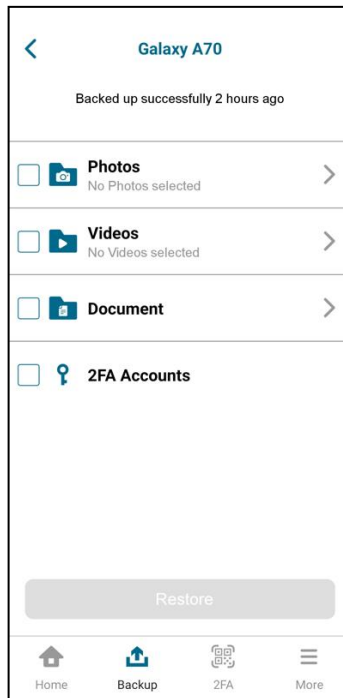 Galaxy A70
Backed up successfully 2 hours ago
Photos
No Photos selected
Videos
No Videos selected
Document
2FA Accounts
Restore
Home Backup 2FA More